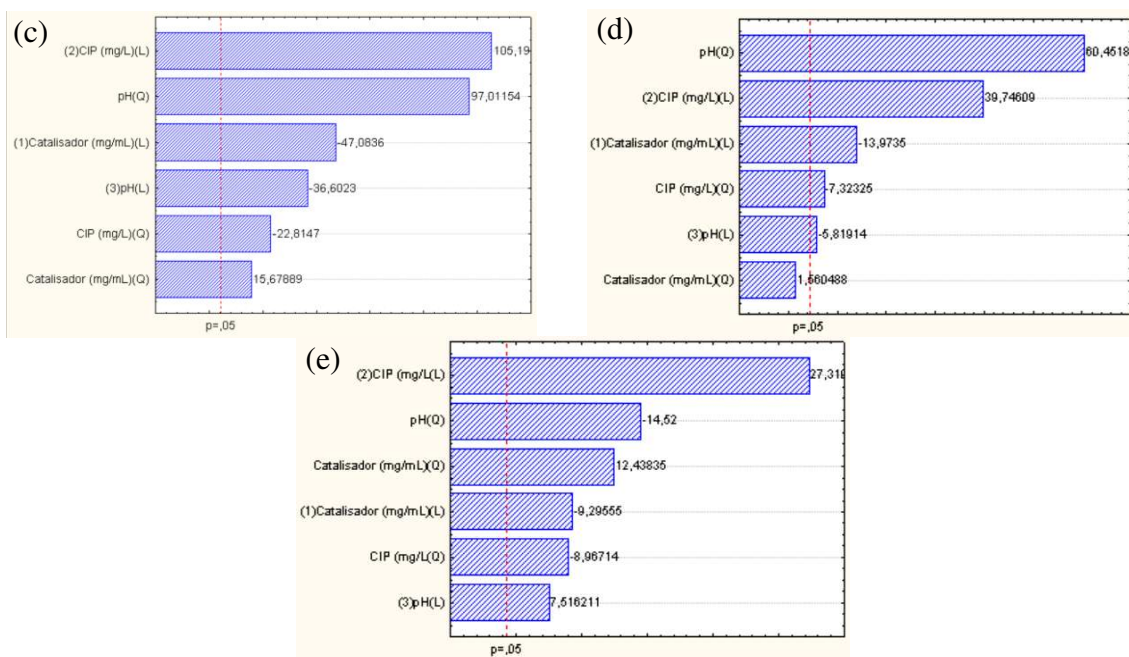 (c)
(2)CIP (mg/L)(L) 105,19
pH(Q) 97,01154
(1)Catalisador (mg/mL)(L) -47,0836
(3)pH(L) -36,6023
CIP (mg/L)(Q) -22,8147
Catalisador (mg/mL)(Q) 15,67889
p=,05
(d)
pH(Q) 60,4518
(2)CIP (mg/L)(L) 39,74609
(1)Catalisador (mg/mL)(L) -13,9735
CIP (mg/L)(Q) -7,32325
(3)pH(L) -5,81914
Catalisador (mg/mL)(Q) 1,560488
p=,05
(e)
(2)CIP (mg/L(L) 27,318
pH(Q) -14,52
Catalisador (mg/mL)(Q) 12,43835
(1)Catalisador (mg/mL)(L) -9,29555
CIP (mg/L(Q) -8,96714
(3)pH(L) 7,516211
p=,05